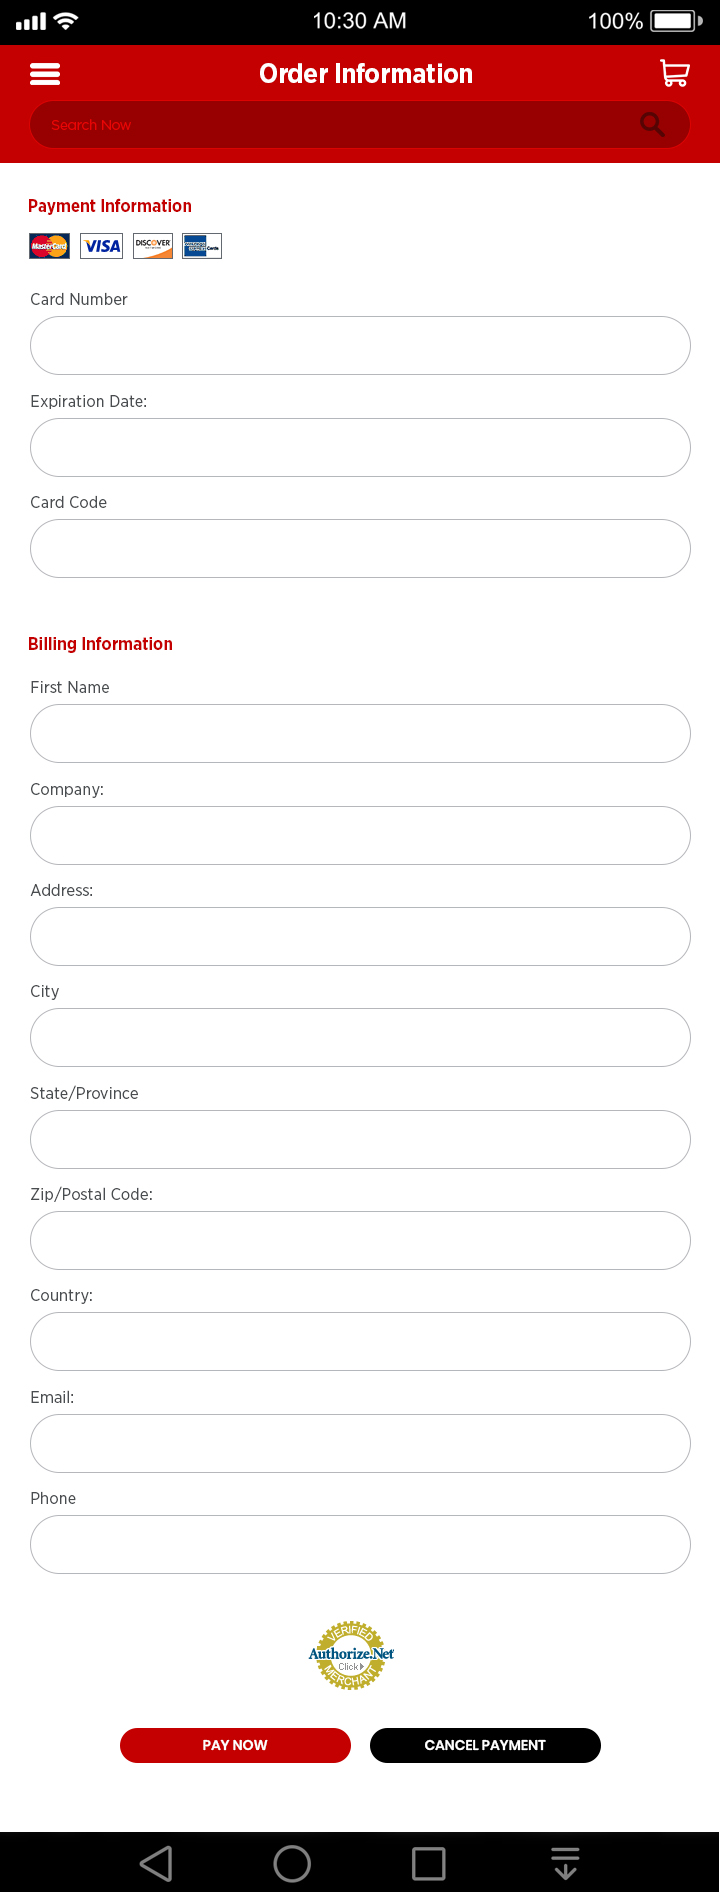 10:30 AM
100%
Order Information
Search Now
Payment Information
MasterCard VISA DISCOVER
Card Number
Expiration Date:
Card Code
Billing Information
First Name
Company:
Address:
City
State/Province
Zip/Postal Code:
Country:
Email:
Phone
VERIFIED
Authorize.Net
Click
MERCHANT
PAY NOW
CANCEL PAYMENT